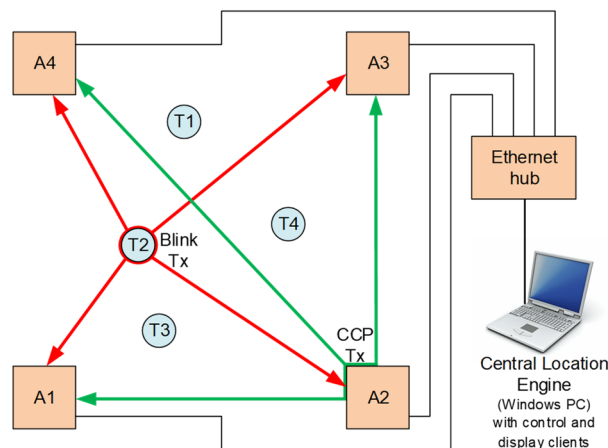 A4
A3
T1
Ethernet
hub
T4
T2
Blink
Tx
T3
CCP
Tx
A1
A2
Central Location
Engine
(Windows PC)
with control and
display clients